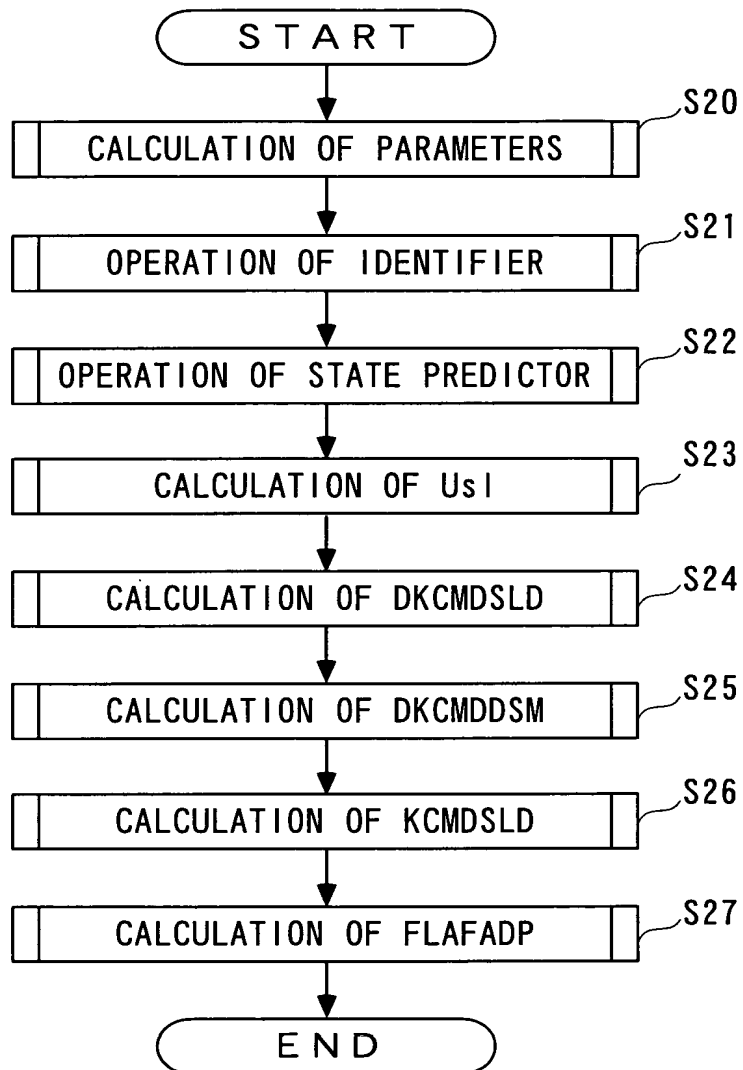 START
S20
CALCULATION OF PARAMETERS
S21
OPERATION OF IDENTIFIER
S22
OPERATION OF STATE PREDICTOR
S23
CALCULATION OF Usl
S24
CALCULATION OF DKCMDSLD
S25
CALCULATION OF DKCMDDSM
S26
CALCULATION OF KCMDSLD
S27
CALCULATION OF FLAFADP
END